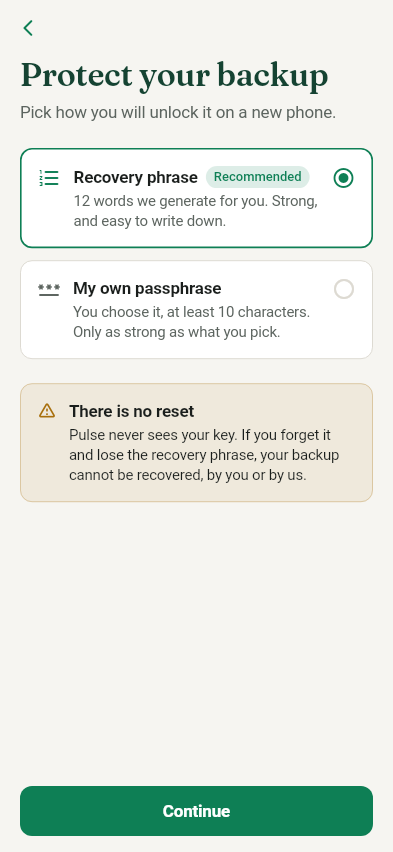 Protect your backup
Pick how you will unlock it on a new phone.
Recovery phrase Recommended
12 words we generate for you. Strong,
and easy to write down.
My own passphrase
You choose it, at least 10 characters.
Only as strong as what you pick.
There is no reset
Pulse never sees your key. If you forget it
and lose the recovery phrase, your backup
cannot be recovered, by you or by us.
Continue